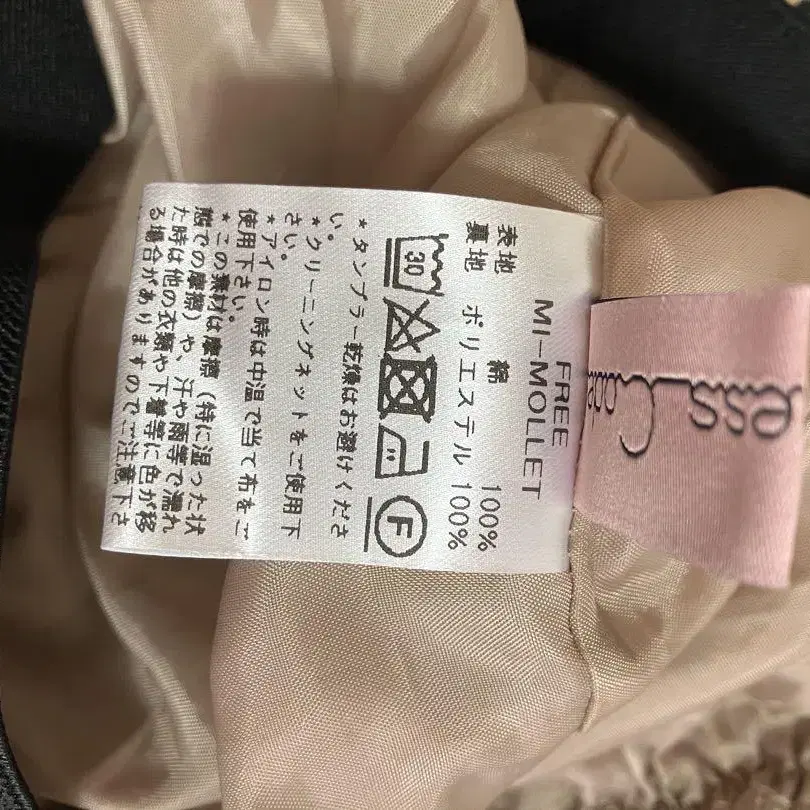 FREE
MI-MOLLET
表地 綿 100%
裏地 ポリエステル 100%
30
F
＊タンブラー乾燥はお避けくださ
い。
＊クリーニングネットをご使用下
さい。
＊アイロン時は中温で当て布をご
使用下さい。
＊この素材は摩擦（特に湿った状
態での摩擦）や、汗や雨等で濡れ
た時は他の衣類や下着等に色が移
る場合がありますのでご注意下さ
ess